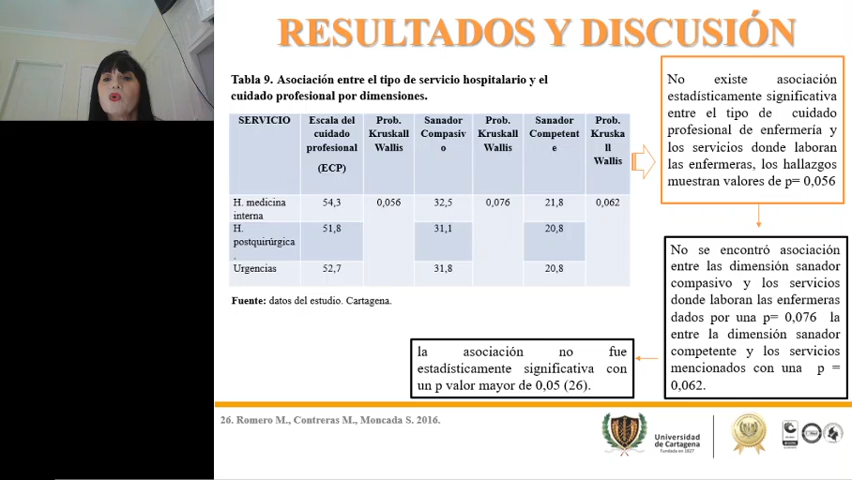 RESULTADOS Y DISCUSIÓN
Tabla 9. Asociación entre el tipo de servicio hospitalario y el
cuidado profesional por dimensiones.
SERVICIO
Escala del
cuidado
profesional
(ECP)
Prob.
Kruskall
Wallis
Sanador
Compasiv
o
Prob.
Kruskall
Wallis
Sanador
Competent
e
Prob.
Kruska
ll
Wallis
H. medicina
interna
54,3
0,056
32,5
0,076
21,8
0,062
H.
postquirúrgica
.
51,8
31,1
20,8
Urgencias
52,7
31,8
20,8
Fuente: datos del estudio. Cartagena.
No existe asociación
estadísticamente significativa
entre el tipo de cuidado
profesional de enfermería y
los servicios donde laboran
las enfermeras, los hallazgos
muestran valores de p= 0,056
No se encontró asociación
entre las dimensión sanador
compasivo y los servicios
donde laboran las enfermeras
dados por una p= 0,076 la
entre la dimensión sanador
competente y los servicios
mencionados con una p =
0,062.
la asociación no fue
estadísticamente significativa con
un p valor mayor de 0,05 (26).
26. Romero M., Contreras M., Moncada S. 2016.
Universidad
de Cartagena
Fundada en 1827